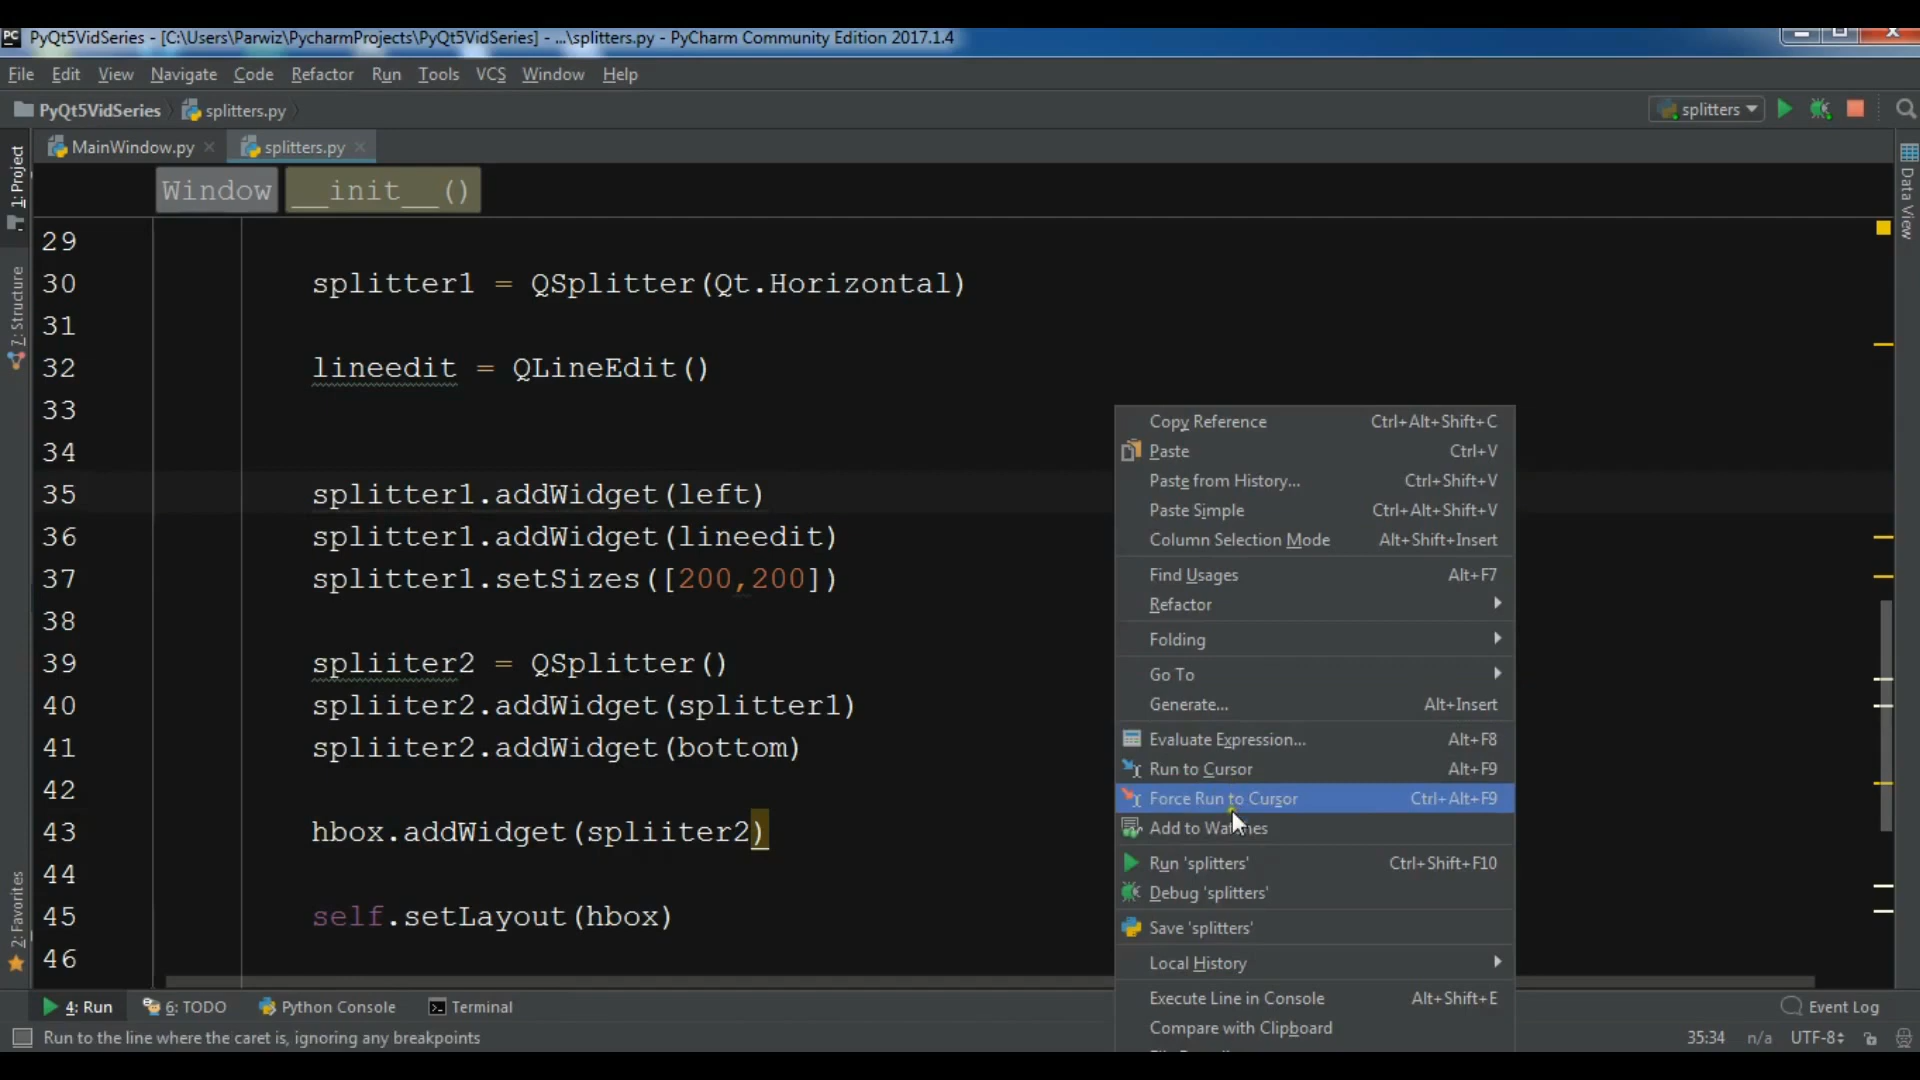 PyQt5VidSeries - [C:\Users\Parwiz\PycharmProjects\PyQt5VidSeries] - ...\splitters.py - PyCharm Community Edition 2017.1.4
File Edit View Navigate Code Refactor Run Tools VCS Window Help
PyQt5VidSeries splitters.py
splitters
MainWindow.py splitters.py
Window __init__()
1: Project
7: Structure
2: Favorites
Data View
29
30 splitter1 = QSplitter(Qt.Horizontal)
31
32 lineedit = QLineEdit()
33
34
35 splitter1.addWidget(left)
36 splitter1.addWidget(lineedit)
37 splitter1.setSizes([200,200])
38
39 spliiter2 = QSplitter()
40 spliiter2.addWidget(splitter1)
41 spliiter2.addWidget(bottom)
42
43 hbox.addWidget(spliiter2)
44
45 self.setLayout(hbox)
46
Copy Reference Ctrl+Alt+Shift+C
Paste Ctrl+V
Paste from History... Ctrl+Shift+V
Paste Simple Ctrl+Alt+Shift+V
Column Selection Mode Alt+Shift+Insert
Find Usages Alt+F7
Refactor
Folding
Go To
Generate... Alt+Insert
Evaluate Expression... Alt+F8
Run to Cursor Alt+F9
Force Run to Cursor Ctrl+Alt+F9
Add to Watches
Run 'splitters' Ctrl+Shift+F10
Debug 'splitters'
Save 'splitters'
Local History
Execute Line in Console Alt+Shift+E
Compare with Clipboard
4: Run 6: TODO Python Console Terminal Event Log
Run to the line where the caret is, ignoring any breakpoints 35:34 n/a UTF-8